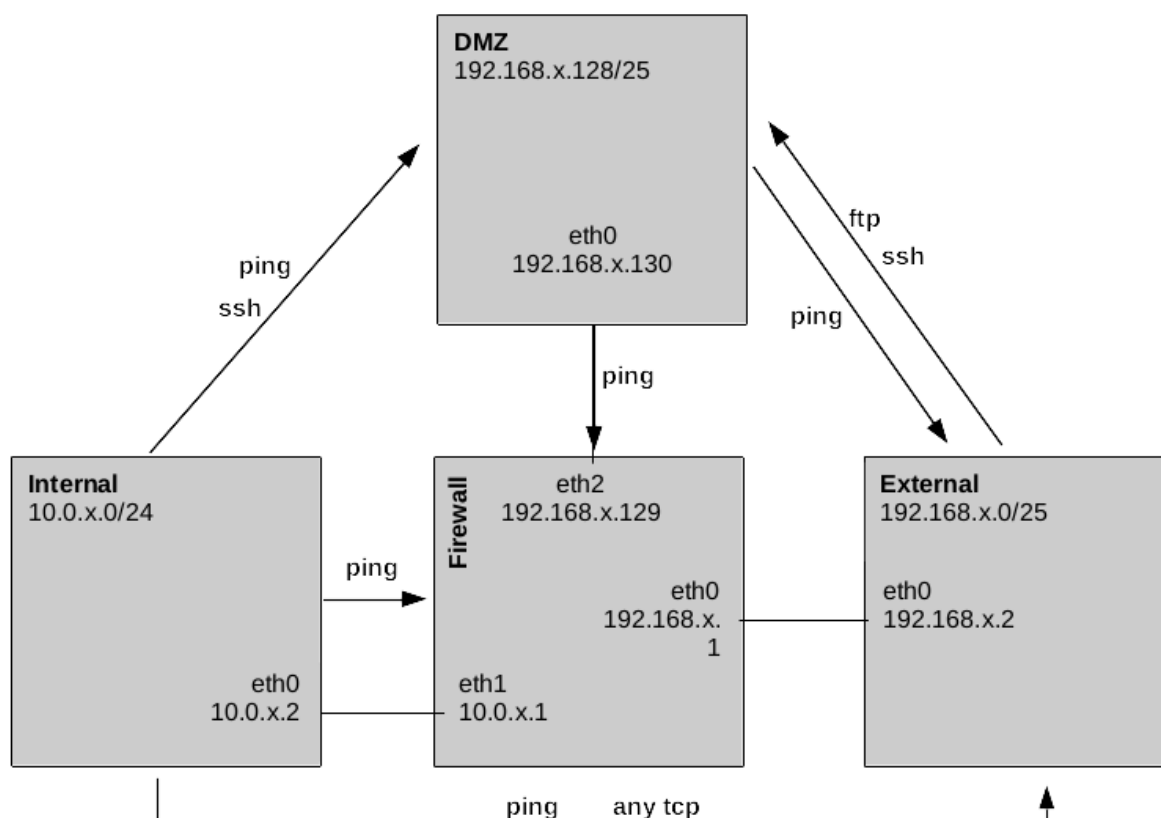 DMZ
192.168.x.128/25
eth0
192.168.x.130
ping
ssh
ftp
ssh
ping
ping
Internal
10.0.x.0/24
eth0
10.0.x.2
ping
Firewall
eth2
192.168.x.129
eth0
192.168.x.
1
eth1
10.0.x.1
External
192.168.x.0/25
eth0
192.168.x.2
ping any tcp